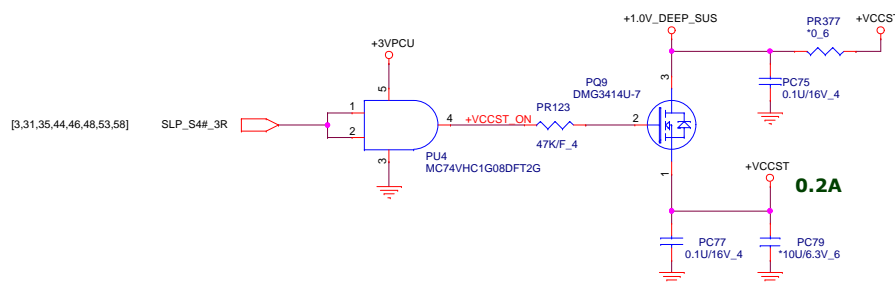 +1.0V_DEEP_SUS
PR377
*0_6
+VCCST
+3VPCU
3
PC75
0.1U/16V_4
PQ9
DMG3414U-7
5
1
2
4
+VCCST_ON
PR123
47K/F_4
2
[3,31,35,44,46,48,53,58]
SLP_S4#_3R
3
PU4
MC74VHC1G08DFT2G
1
+VCCST
0.2A
PC77
0.1U/16V_4
PC79
*10U/6.3V_6